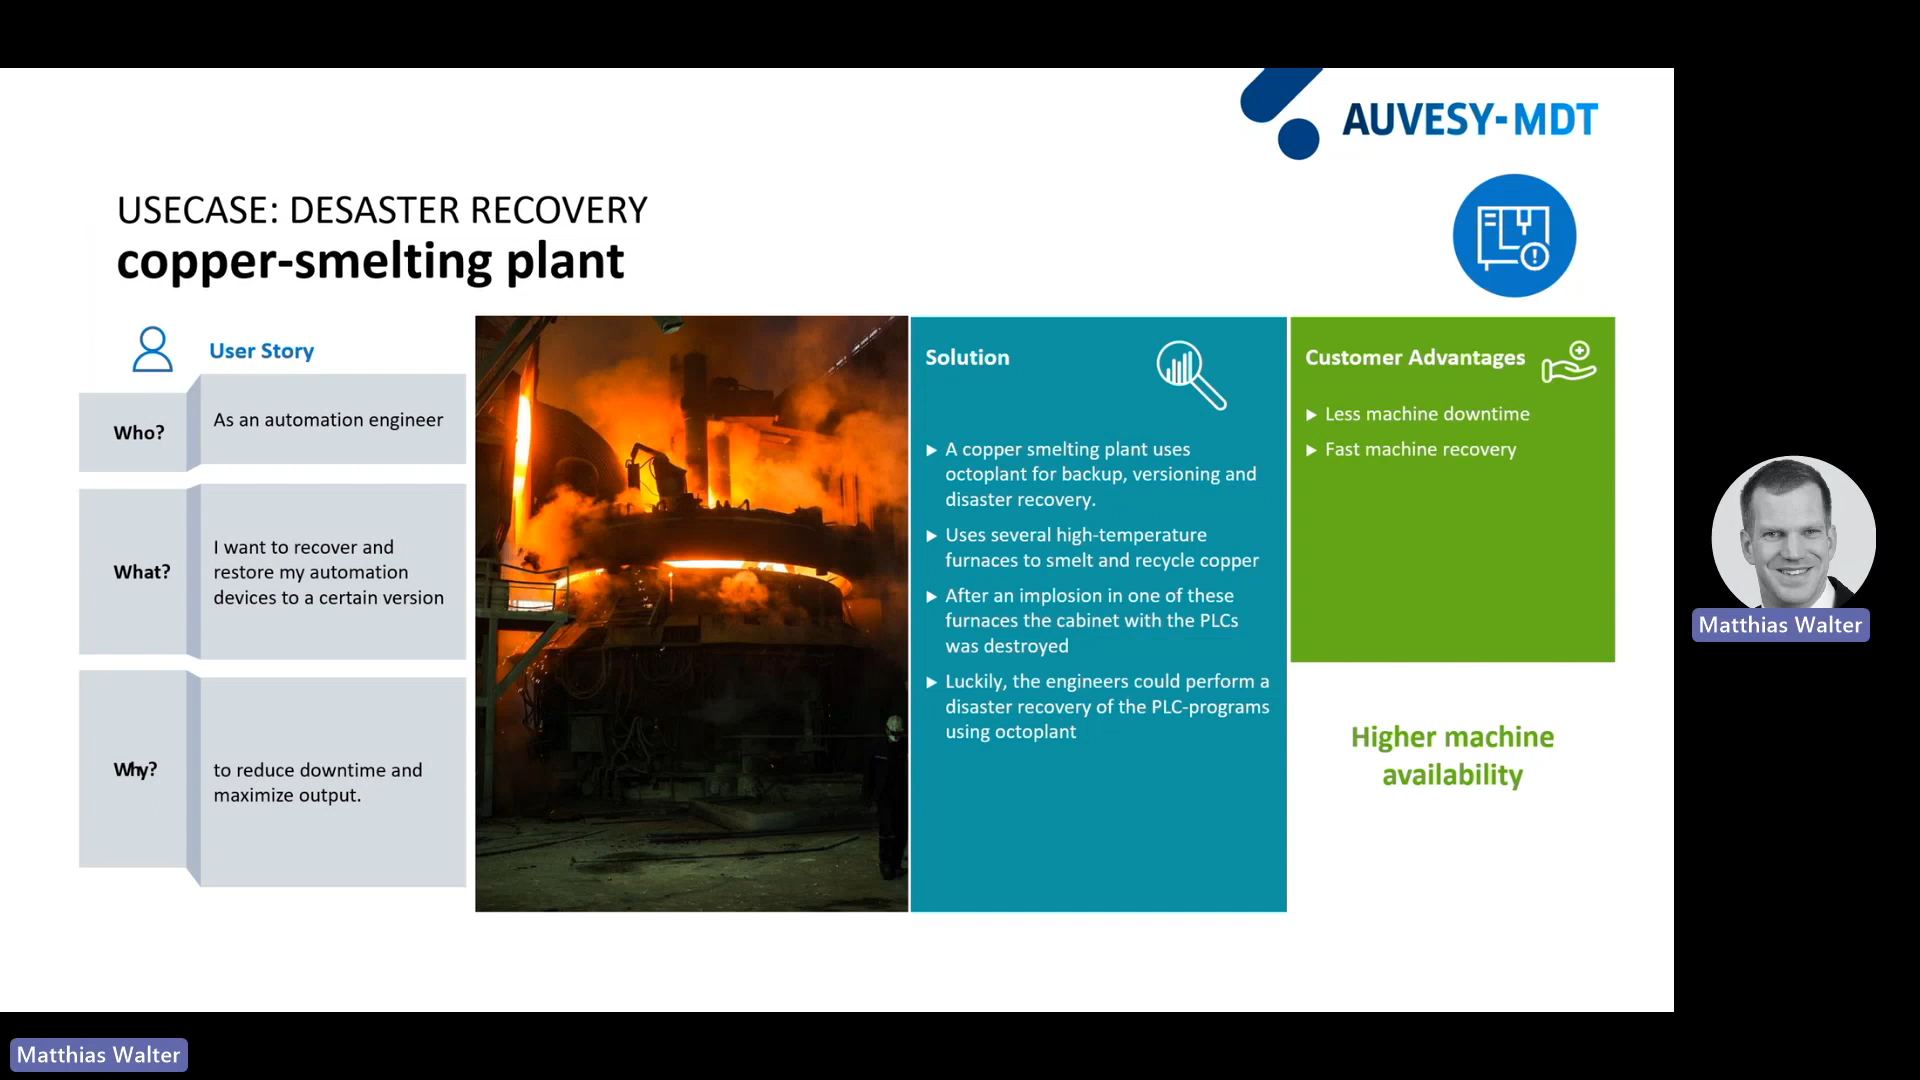 AUVESY-MDT
USECASE: DESASTER RECOVERY
copper-smelting plant
User Story
Who?
As an automation engineer
What?
I want to recover and
restore my automation
devices to a certain version
Why?
to reduce downtime and
maximize output.
Solution
A copper smelting plant uses
octoplant for backup, versioning and
disaster recovery.
Uses several high-temperature
furnaces to smelt and recycle copper
After an implosion in one of these
furnaces the cabinet with the PLCs
was destroyed
Luckily, the engineers could perform a
disaster recovery of the PLC-programs
using octoplant
Customer Advantages
Less machine downtime
Fast machine recovery
Higher machine
availability
Matthias Walter
Matthias Walter